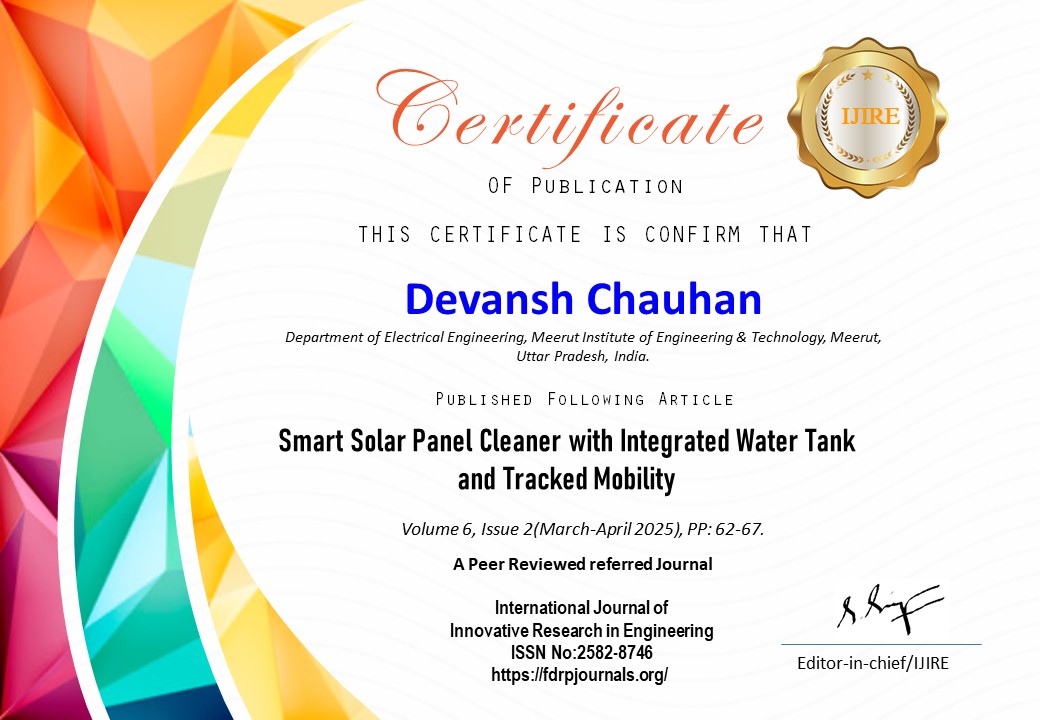 Certificate
IJIRE
OF PUBLICATION
THIS CERTIFICATE IS CONFIRM THAT
Devansh Chauhan
Department of Electrical Engineering, Meerut Institute of Engineering & Technology, Meerut,
Uttar Pradesh, India.
PUBLISHED FOLLOWING ARTICLE
Smart Solar Panel Cleaner with Integrated Water Tank
and Tracked Mobility
Volume 6, Issue 2(March-April 2025), PP: 62-67.
A Peer Reviewed referred Journal
International Journal of
Innovative Research in Engineering
ISSN No:2582-8746
https://fdrpjournals.org/
Editor-in-chief/IJIRE